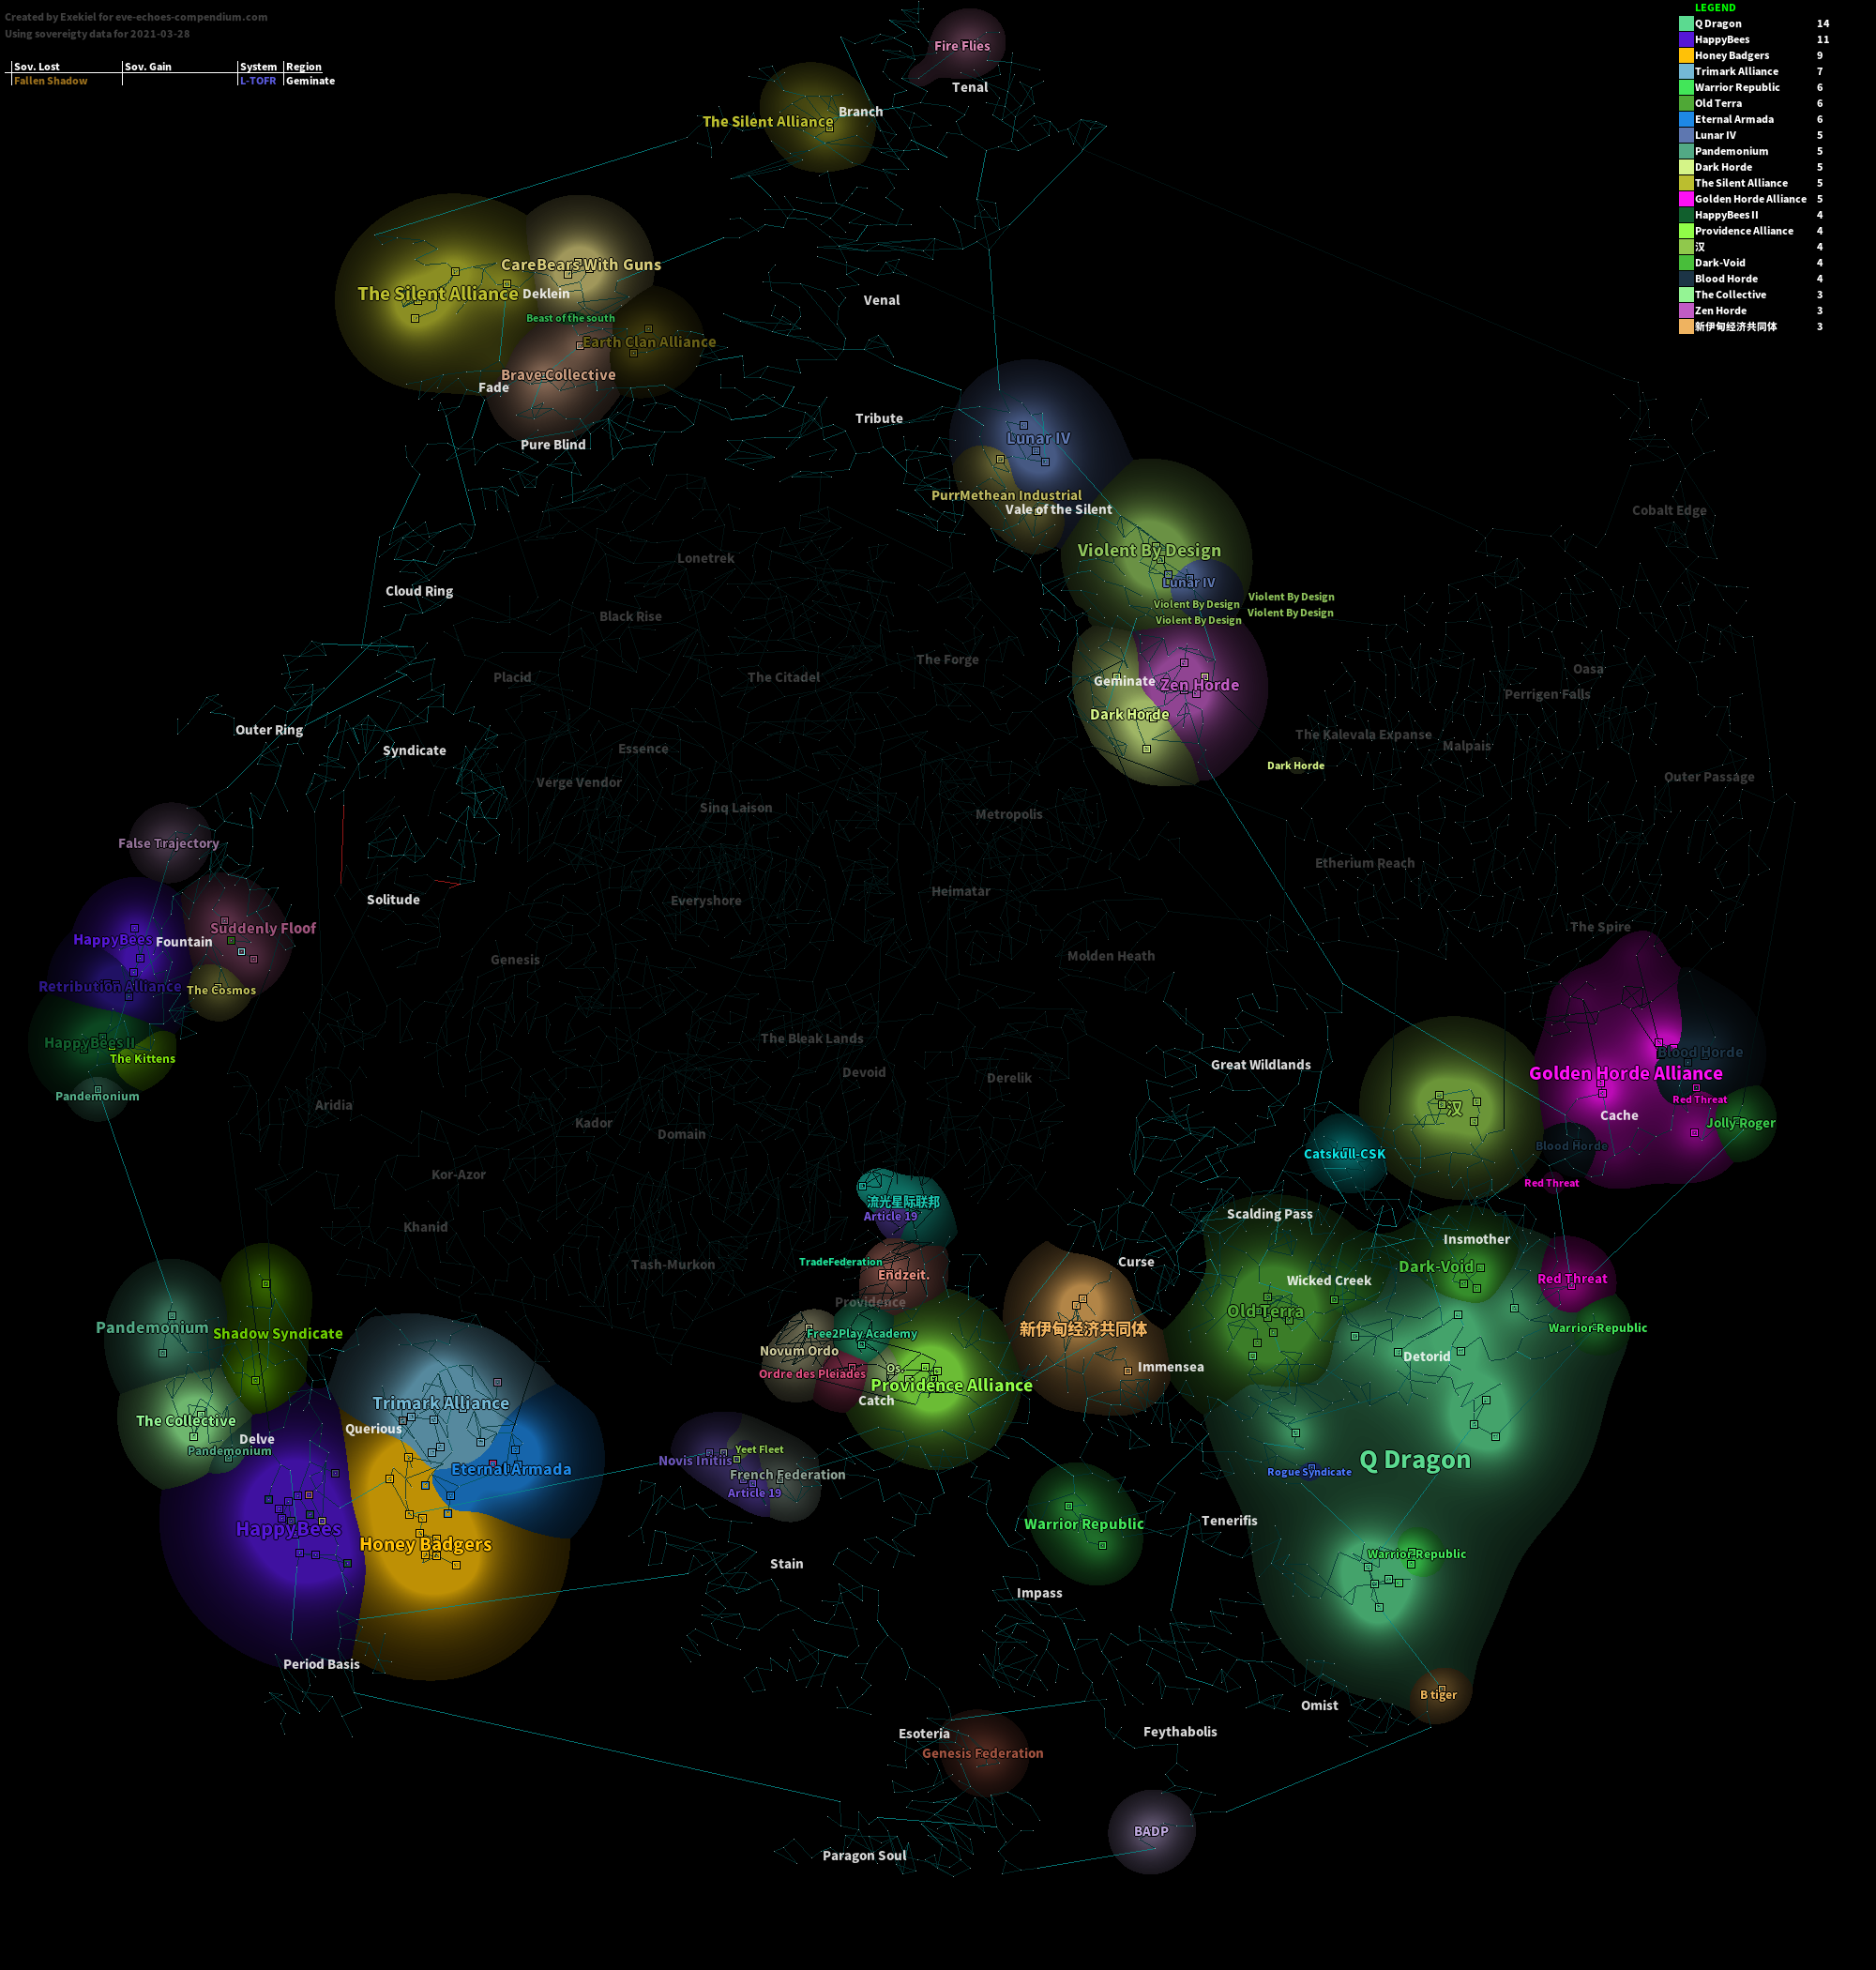 Created by Exekiel for eve-echoes-compendium.com
Using sovereigty data for 2021-03-28
Sov. Lost Sov. Gain System Region
Fallen Shadow L-TOFR Geminate
LEGEND
Q Dragon 14
HappyBees 11
Honey Badgers 9
Trimark Alliance 7
Warrior Republic 6
Old Terra 6
Eternal Armada 6
Lunar IV 5
Pandemonium 5
Dark Horde 5
The Silent Alliance 5
Golden Horde Alliance 5
HappyBees II 4
Providence Alliance 4
汉 4
Dark-Void 4
Blood Horde 4
The Collective 3
Zen Horde 3
新伊甸经济共同体 3
Fire Flies
Tenal
Branch
The Silent Alliance
CareBears With Guns
The Silent Alliance
Deklein
Venal
Beast of the south
Earth Clan Alliance
Brave Collective
Fade
Tribute
Pure Blind
Lunar IV
PurrMethean Industrial
Vale of the Silent
Cobalt Edge
Violent By Design
Lonetrek
Lunar IV
Cloud Ring
Violent By Design
Violent By Design
Violent By Design
Violent By Design
Black Rise
The Forge
Oasa
Placid
The Citadel
Geminate
Zen Horde
Perrigen Falls
Dark Horde
Outer Ring
The Kalevala Expanse
Syndicate
Essence
Malpais
Dark Horde
Verge Vendor
Outer Passage
Sinq Laison
Metropolis
False Trajectory
Etherium Reach
Solitude
Everyshore
Heimatar
Suddenly Floof
The Spire
HappyBees
Fountain
Genesis
Molden Heath
Retribution Alliance
The Cosmos
The Bleak Lands
HappyBees II
The Kittens
Blood Horde
Great Wildlands
Golden Horde Alliance
Devoid
Derelik
Pandemonium
Red Threat
Aridia
汉
Cache
Kador
Jolly Roger
Domain
Blood Horde
Catskull-CSK
Kor-Azor
Red Threat
流光星际联邦
Article 19
Scalding Pass
Khanid
Insmother
TradeFederation
Tash-Murkon
Curse
Endzeit.
Dark-Void
Wicked Creek
Red Threat
Providence
Old Terra
Pandemonium
Shadow Syndicate
Free2Play Academy
新伊甸经济共同体
Warrior-Republic
Novum Ordo
Detorid
Os
Immensea
Ordre des Pleiades
Providence Alliance
Trimark Alliance
Catch
The Collective
Querious
Delve
Pandemonium
Yeet Fleet
Novis Initiis
Q Dragon
Eternal Armada
French Federation
Rogue Syndicate
Article 19
HappyBees
Warrior Republic
Tenerifis
Honey Badgers
Warrior-Republic
Stain
Impass
Period Basis
B tiger
Omist
Esoteria
Feythabolis
Genesis Federation
BADP
Paragon Soul